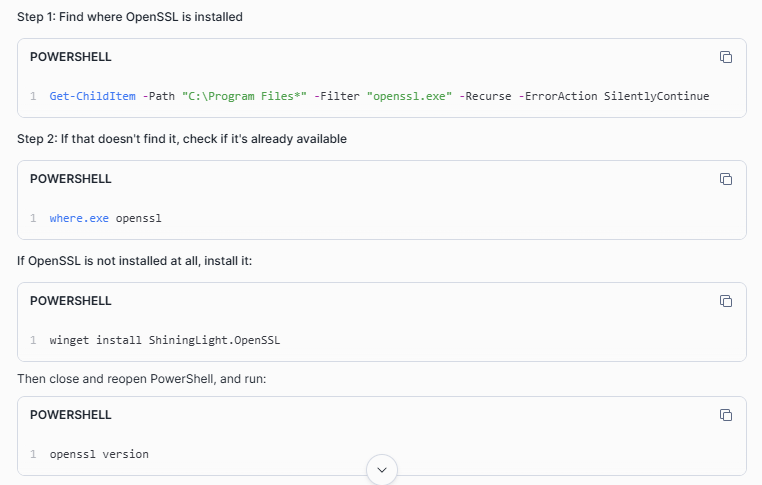 Step 1: Find where OpenSSL is installed
POWERSHELL
1 Get-ChildItem -Path "C:\Program Files*" -Filter "openssl.exe" -Recurse -ErrorAction SilentlyContinue
Step 2: If that doesn't find it, check if it's already available
POWERSHELL
1 where.exe openssl
If OpenSSL is not installed at all, install it:
POWERSHELL
1 winget install ShiningLight.OpenSSL
Then close and reopen PowerShell, and run:
POWERSHELL
1 openssl version